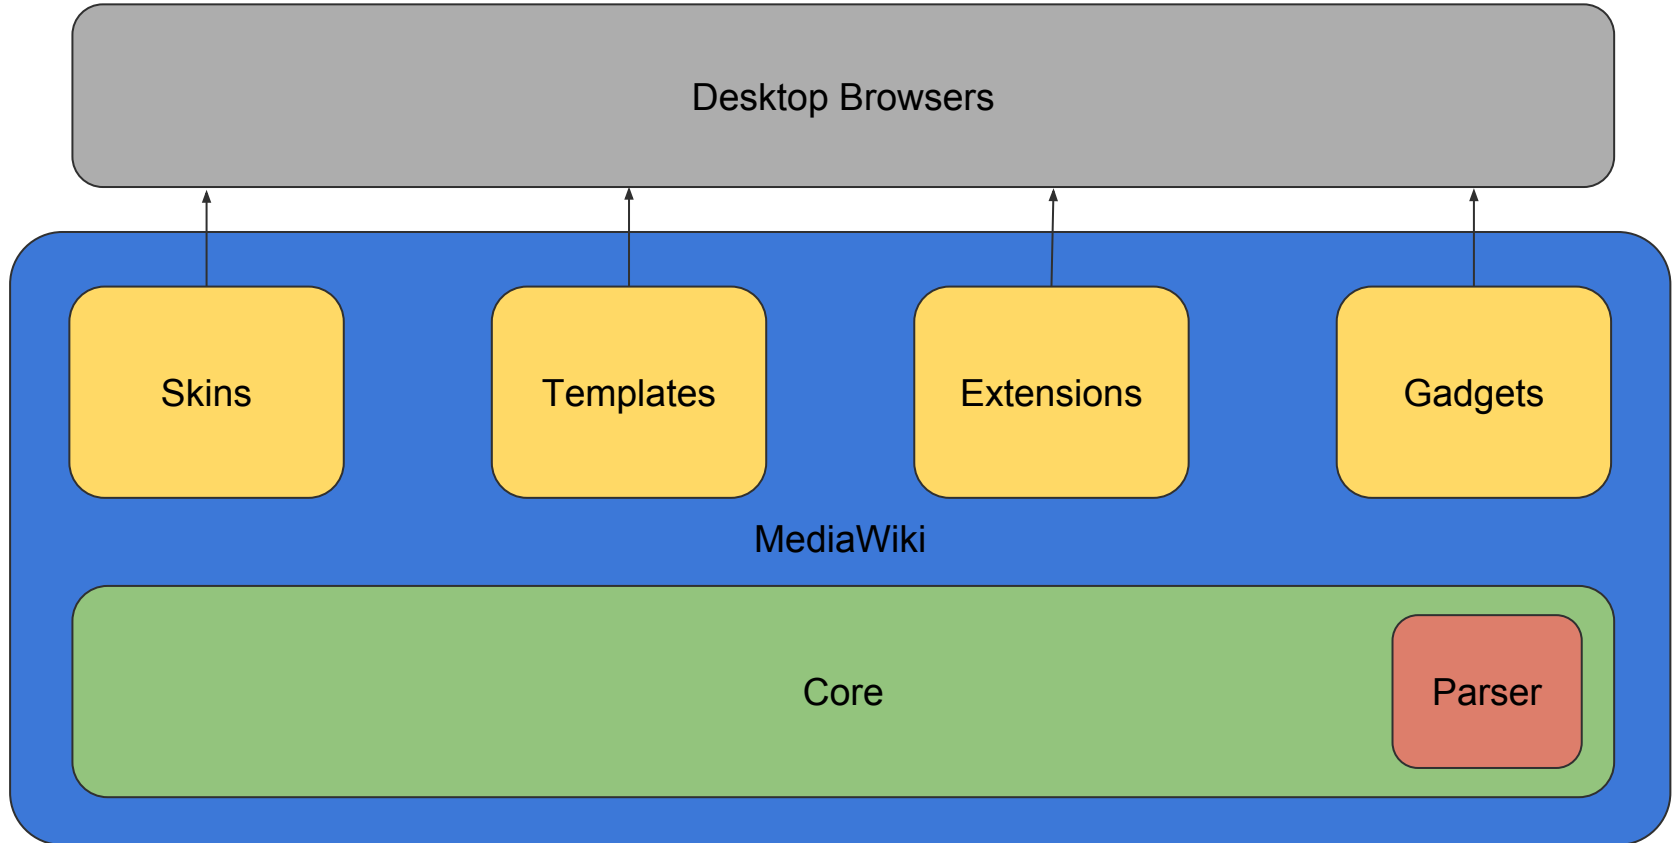 Desktop Browsers
Skins
Templates
Extensions
Gadgets
MediaWiki
Core
Parser